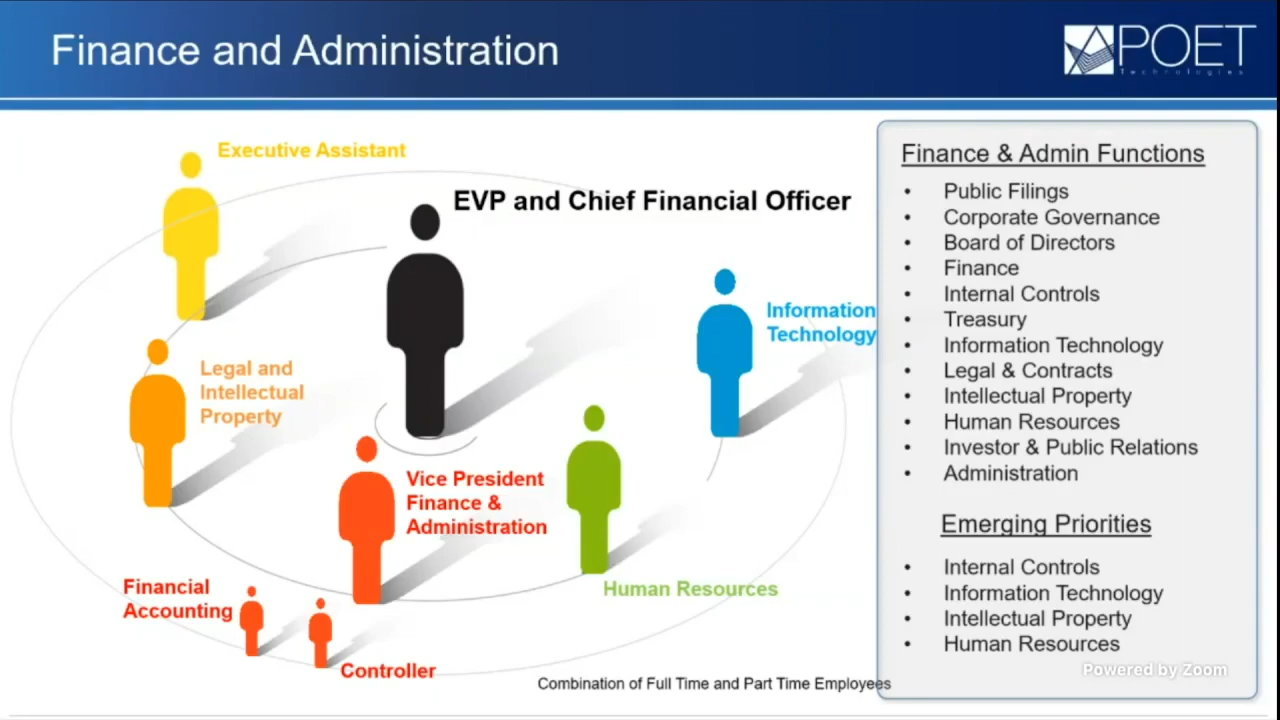 Finance and Administration
POET
Technologies
Executive Assistant
EVP and Chief Financial Officer
Information
Technology
Legal and
Intellectual
Property
Vice President
Finance &
Administration
Human Resources
Financial
Accounting
Controller
Combination of Full Time and Part Time Employees
Finance & Admin Functions
• Public Filings
• Corporate Governance
• Board of Directors
• Finance
• Internal Controls
• Treasury
• Information Technology
• Legal & Contracts
• Intellectual Property
• Human Resources
• Investor & Public Relations
• Administration
Emerging Priorities
• Internal Controls
• Information Technology
• Intellectual Property
• Human Resources
Powered by Zoom